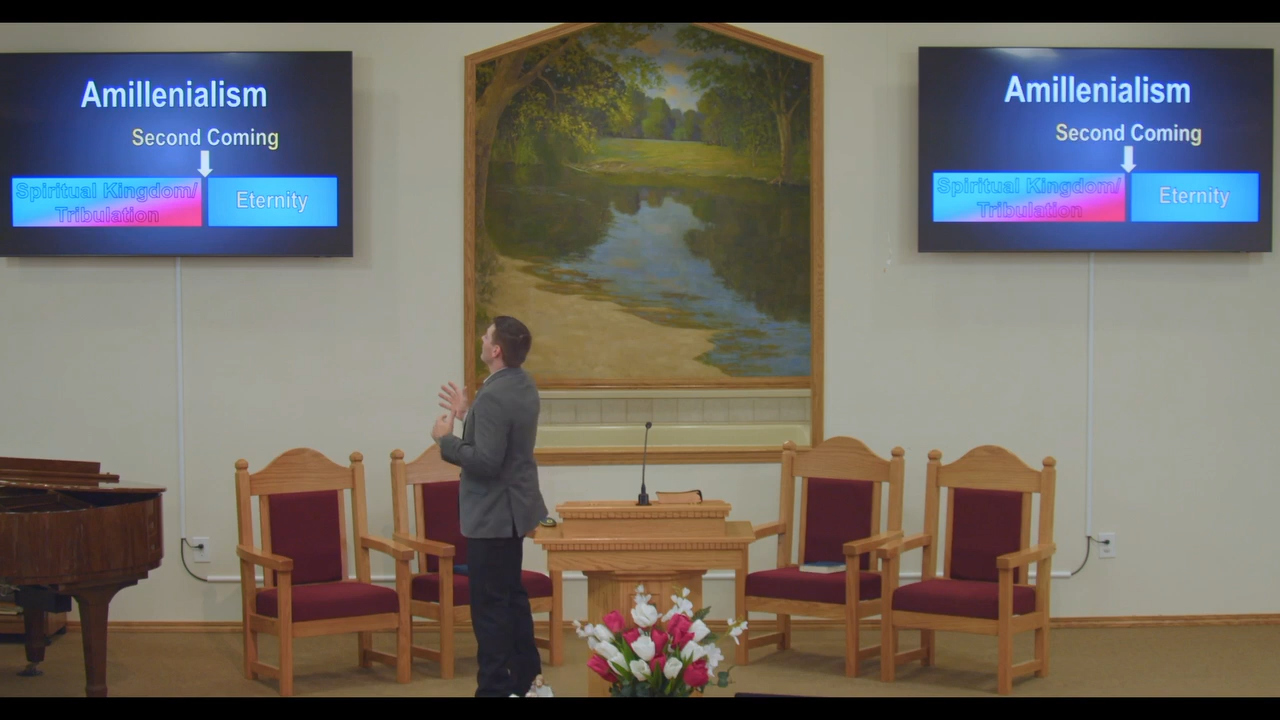 Amillenialism
Second Coming
Spiritual Kingdom/
Tribulation
Eternity
Amillenialism
Second Coming
Spiritual Kingdom/
Tribulation
Eternity